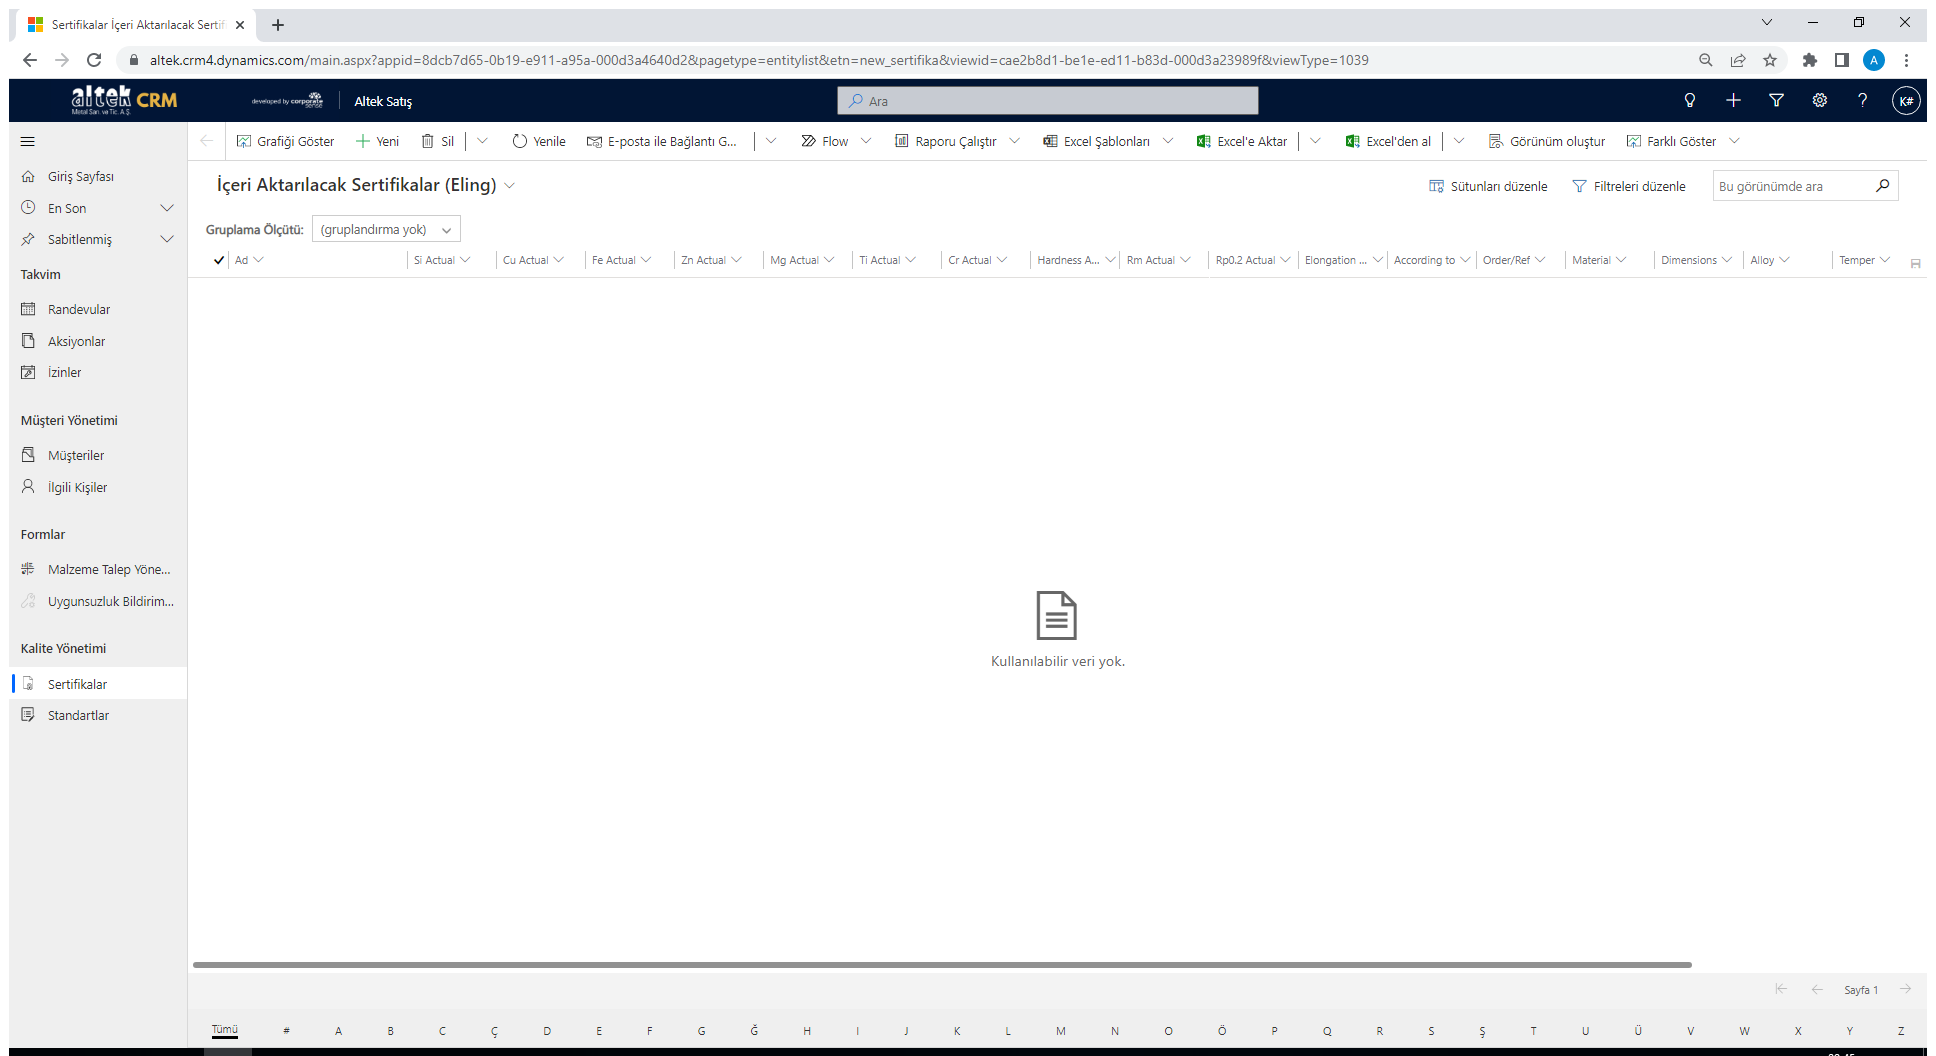 Sertifikalar İçeri Aktarılacak Sertif
altek.crm4.dynamics.com/main.aspx?appid=8dcb7d65-0b19-e911-a95a-000d3a4640d2&pagetype=entitylist&etn=new_sertifika&viewid=cae2b8d1-be1e-ed11-b83d-000d3a23989f&viewType=1039
A
altek CRM
Metal San. ve Tic. A.Ş.
developed by corporate sense
Altek Satış
Ara
K#
Grafiği Göster
Yeni
Sil
Yenile
E-posta ile Bağlantı G...
Flow
Raporu Çalıştır
Excel Şablonları
Excel'e Aktar
Excel'den al
Görünüm oluştur
Farklı Göster
Giriş Sayfası
En Son
Sabitlenmiş
Takvim
Randevular
Aksiyonlar
İzinler
Müşteri Yönetimi
Müşteriler
İlgili Kişiler
Formlar
Malzeme Talep Yöne...
Uygunsuzluk Bildirim...
Kalite Yönetimi
Sertifikalar
Standartlar
İçeri Aktarılacak Sertifikalar (Eling)
Sütunları düzenle
Filtreleri düzenle
Bu görünümde ara
Gruplama Ölçütü:
(gruplandırma yok)
Ad
Si Actual
Cu Actual
Fe Actual
Zn Actual
Mg Actual
Ti Actual
Cr Actual
Hardness A...
Rm Actual
Rp0.2 Actual
Elongation ...
According to
Order/Ref
Material
Dimensions
Alloy
Temper
Kullanılabilir veri yok.
Sayfa 1
Tümü # A B C Ç D E F G Ğ H I J K L M N O Ö P Q R S Ş T U Ü V W X Y Z